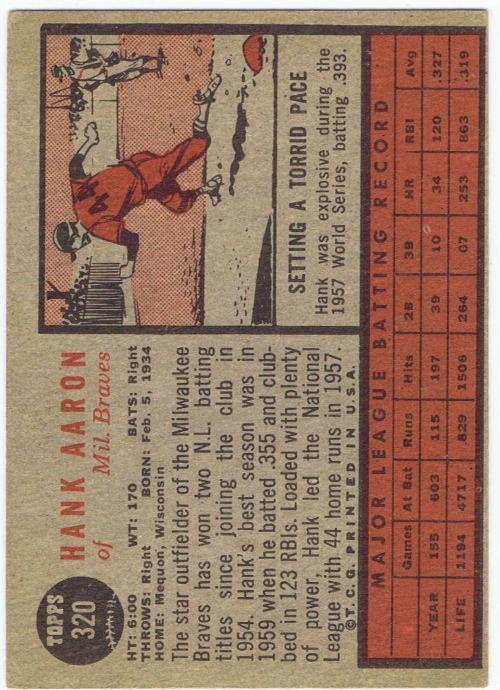 TOPPS
320
HANK AARON
of Mil. Braves
HT: 6:00 WT: 170
THROWS: Right BATS: Right
HOME: Mequon, Wisconsin BORN: Feb. 5, 1934
The star outfielder of the Milwaukee
Braves has won two N.L. batting
titles since joining the club in
1954. Hank's best season was in
1959 when he batted .355 and club-
bed in 123 RBIs. Loaded with plenty
of power, Hank led the National
League with 44 home runs in 1957.
©T.C.G. PRINTED IN U.S.A.
44
SETTING A TORRID PACE
Hank was explosive during the
1957 World Series, batting .393.
MAJOR LEAGUE BATTING RECORD
Games At Bat Runs Hits 2B 3B HR RBI Avg
YEAR 155 603 115 197 39 10 34 120 .327
LIFE 1194 4717 829 1506 264 07 253 863 .319